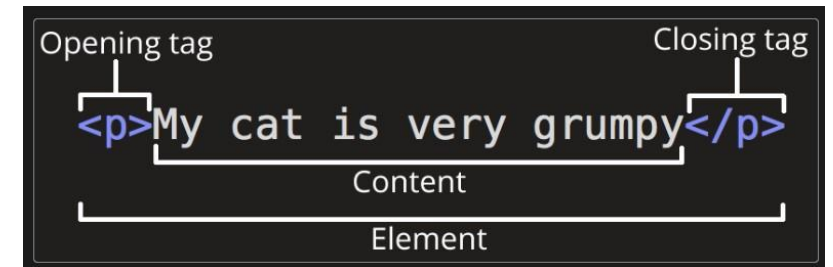 Opening tag Closing tag
<p>My cat is very grumpy</p>
Content
Element